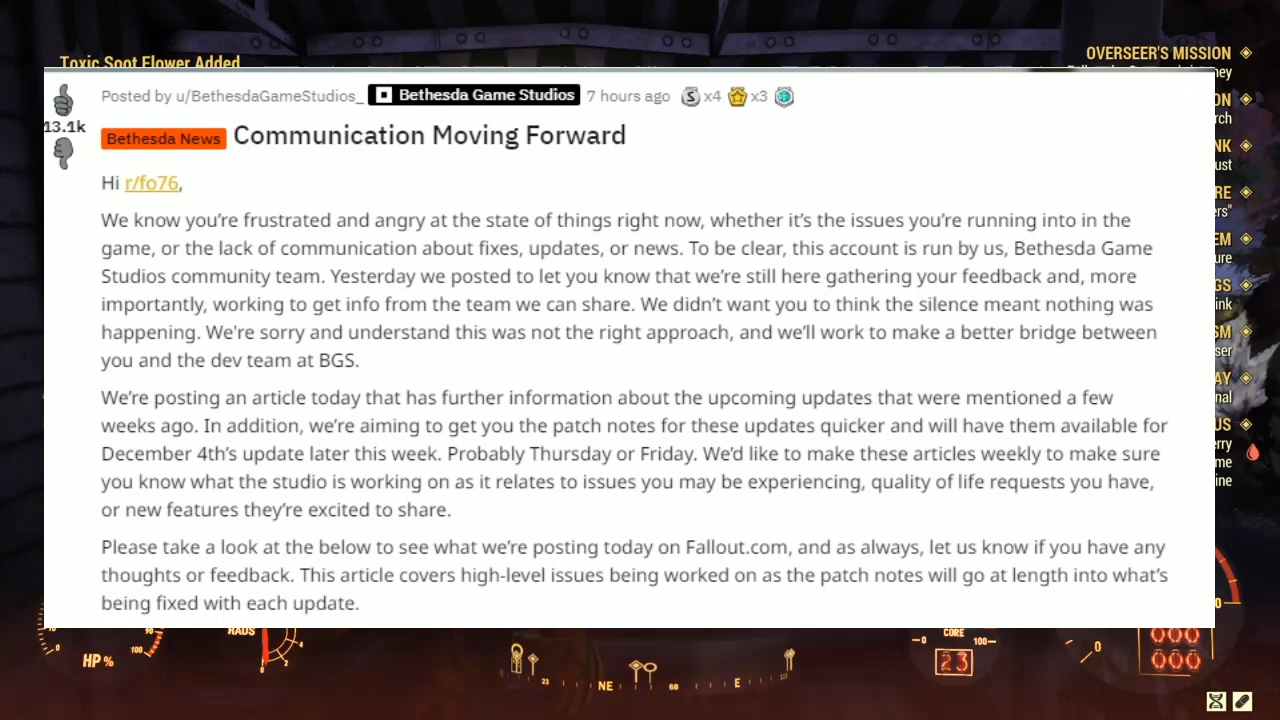 Toxic Soot Flower Added
OVERSEER'S MISSION
Posted by u/BethesdaGameStudios_ Bethesda Game Studios 7 hours ago S x4 x3
13.1k
Bethesda News Communication Moving Forward
Hi r/fo76,
We know you're frustrated and angry at the state of things right now, whether it's the issues you're running into in the
game, or the lack of communication about fixes, updates, or news. To be clear, this account is run by us, Bethesda Game
Studios community team. Yesterday we posted to let you know that we're still here gathering your feedback and, more
importantly, working to get info from the team we can share. We didn't want you to think the silence meant nothing was
happening. We're sorry and understand this was not the right approach, and we'll work to make a better bridge between
you and the dev team at BGS.
We're posting an article today that has further information about the upcoming updates that were mentioned a few
weeks ago. In addition, we're aiming to get you the patch notes for these updates quicker and will have them available for
December 4th's update later this week. Probably Thursday or Friday. We'd like to make these articles weekly to make sure
you know what the studio is working on as it relates to issues you may be experiencing, quality of life requests you have,
or new features they're excited to share.
Please take a look at the below to see what we're posting today on Fallout.com, and as always, let us know if you have any
thoughts or feedback. This article covers high-level issues being worked on as the patch notes will go at length into what's
being fixed with each update.
RADS
HP %
0
90
100
0
2
4
23
NE
68
E
CORE
0
100
23
0
000
000